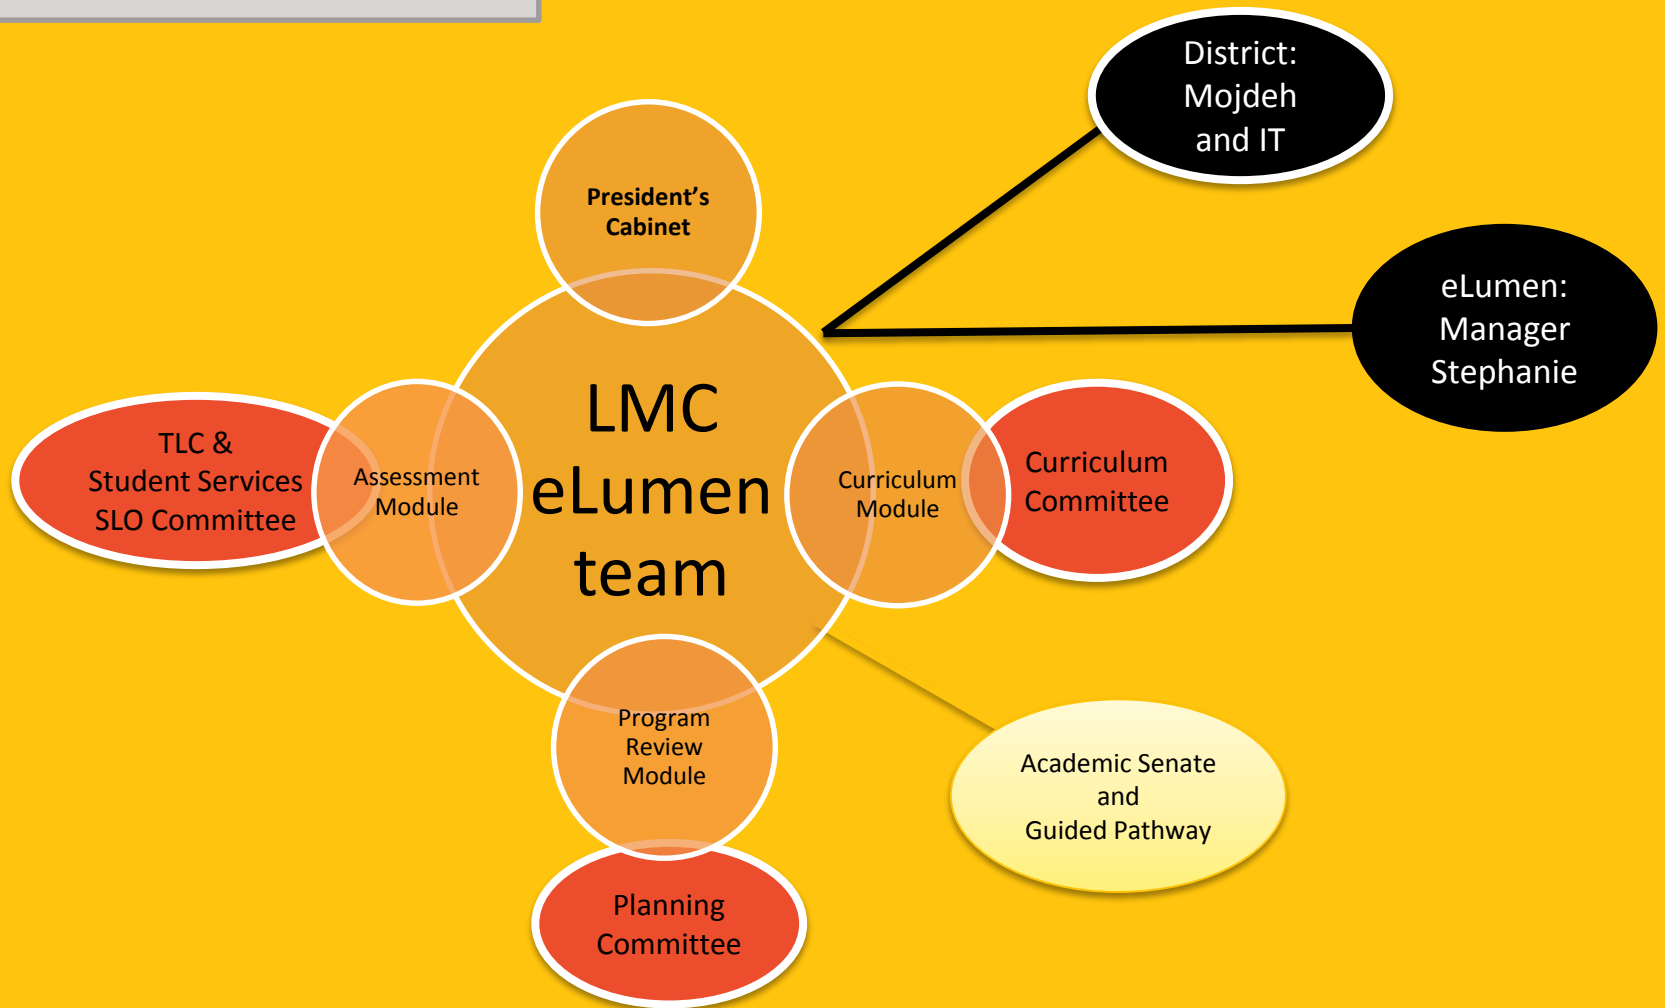 District:
Mojdeh
and IT
President’s
Cabinet
eLumen:
Manager
Stephanie
LMC
eLumen
team
TLC &
Student Services
SLO Committee
Assessment
Module
Curriculum
Module
Curriculum
Committee
Program
Review
Module
Academic Senate
and
Guided Pathway
Planning
Committee